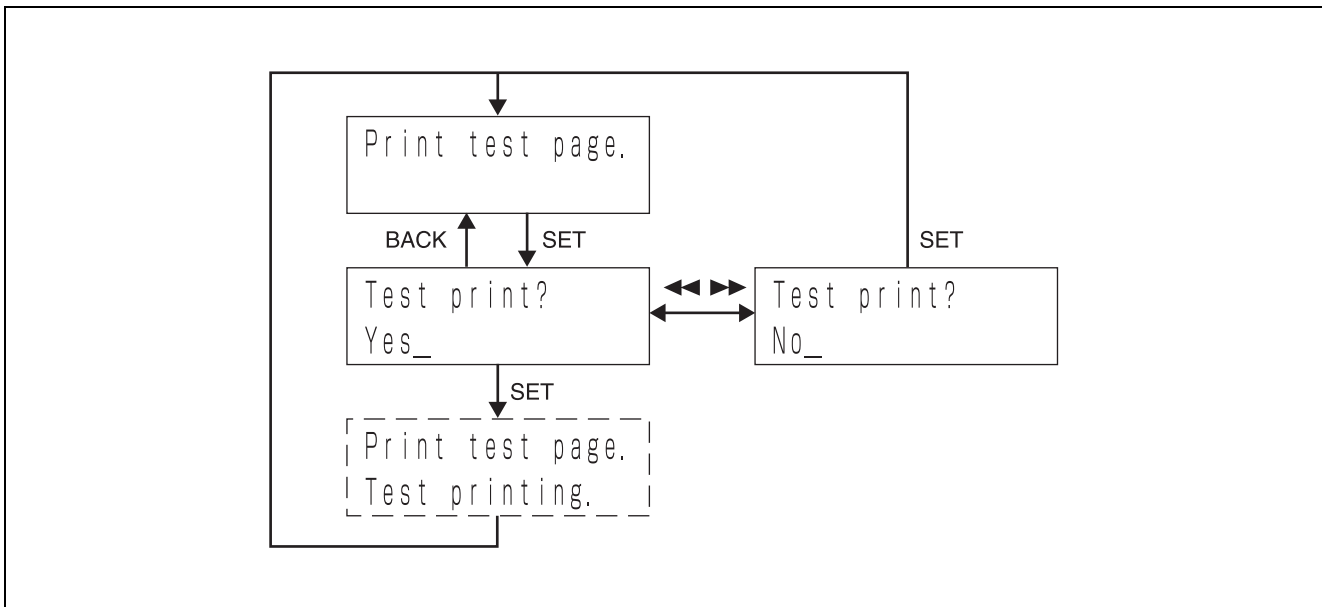 Print test page.
BACK
SET
SET
Test print?
Yes_
◀◀ ▶▶
Test print?
No_
SET
Print test page.
Test printing.